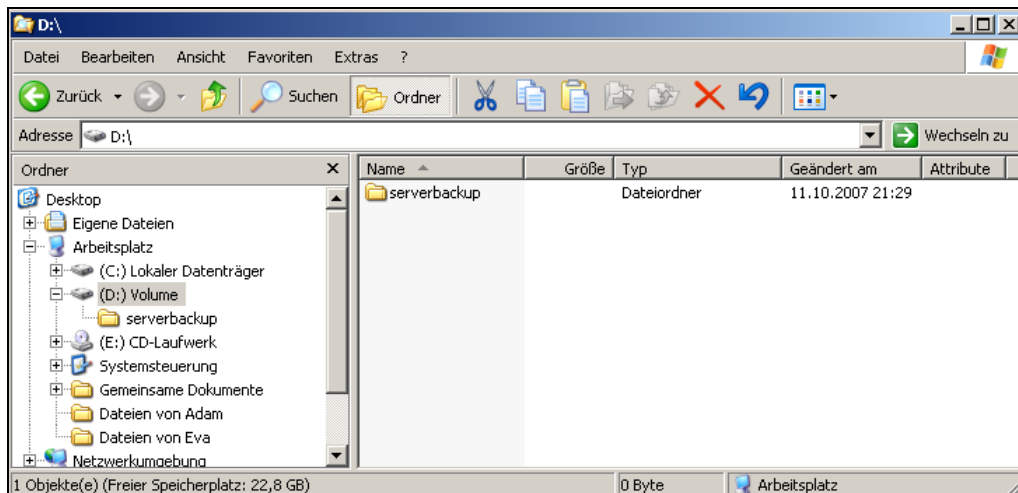 D:\
Datei Bearbeiten Ansicht Favoriten Extras ?
Zurück Suchen Ordner
Adresse D:\ Wechseln zu
Ordner
Name Größe Typ Geändert am Attribute
serverbackup Dateiordner 11.10.2007 21:29
Desktop
Eigene Dateien
Arbeitsplatz
(C:) Lokaler Datenträger
(D:) Volume
serverbackup
(E:) CD-Laufwerk
Systemsteuerung
Gemeinsame Dokumente
Dateien von Adam
Dateien von Eva
Netzwerkumgebung
1 Objekte(e) (Freier Speicherplatz: 22,8 GB) 0 Byte Arbeitsplatz